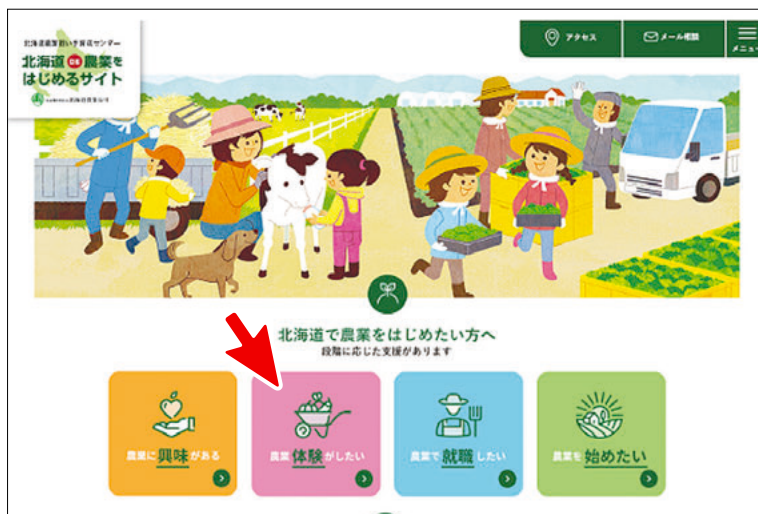 北海道農業担い手育成センター
北海道 DE 農業を
はじめるサイト
アクセス
メール相談
メニュー
北海道で農業をはじめたい方へ
段階に応じた支援があります
農業に興味がある
農業体験がしたい
農業で就職したい
農業を始めたい